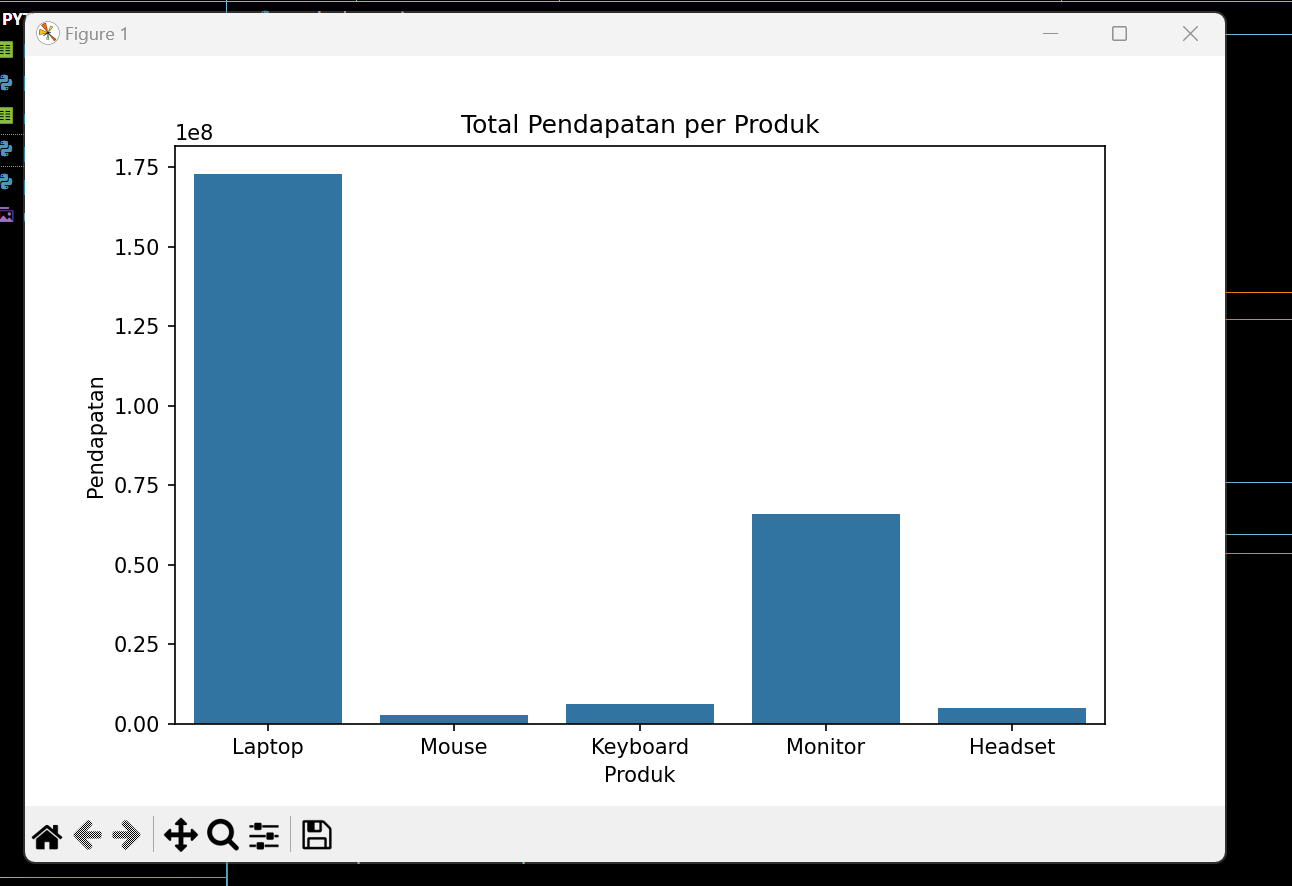 PY
Figure 1
Total Pendapatan per Produk
1e8
1.75
1.50
1.25
1.00
0.75
0.50
0.25
0.00
Pendapatan
Laptop Mouse Keyboard Monitor Headset
Produk